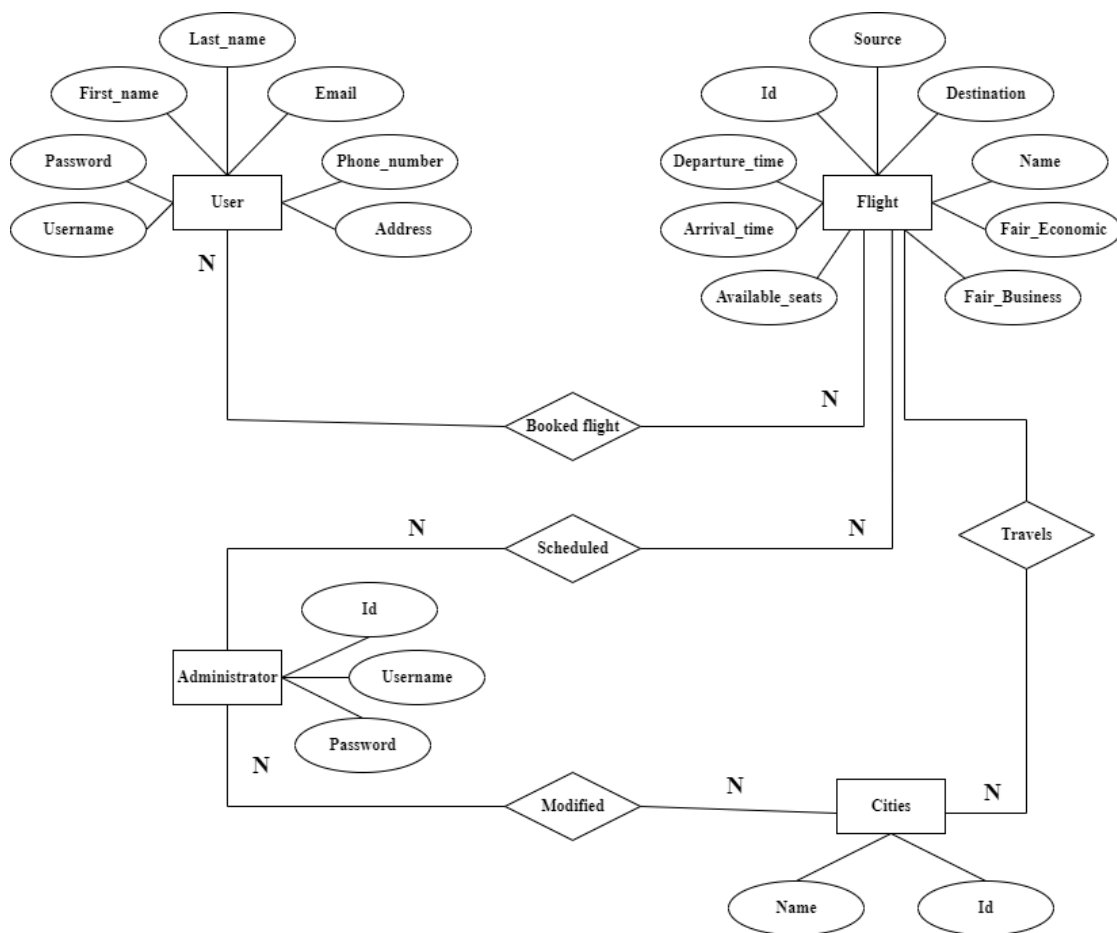 Last_name
Source
First_name
Email
Id
Destination
Password
Phone_number
Departure_time
Name
User
Flight
Username
Address
Arrival_time
Fair_Economic
N
Available_seats
Fair_Business
N
Booked flight
N
N
Scheduled
Travels
Id
Administrator
Username
Password
N
N
N
Modified
Cities
Name
Id